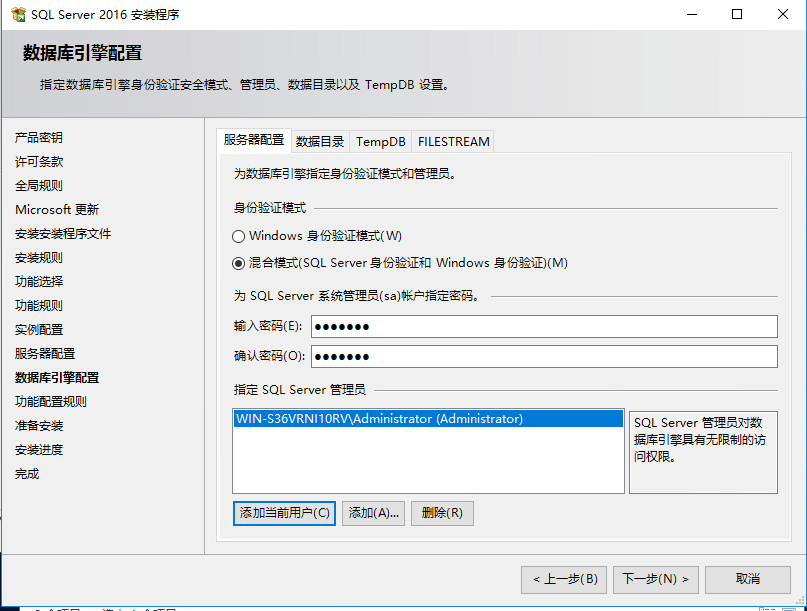 SQL Server 2016 安装程序
数据库引擎配置
指定数据库引擎身份验证安全模式、管理员、数据目录以及 TempDB 设置。
产品密钥
许可条款
全局规则
Microsoft 更新
安装安装程序文件
安装规则
功能选择
功能规则
实例配置
服务器配置
数据库引擎配置
功能配置规则
准备安装
安装进度
完成
服务器配置 数据目录 TempDB FILESTREAM
为数据库引擎指定身份验证模式和管理员。
身份验证模式
Windows 身份验证模式(W)
混合模式(SQL Server 身份验证和 Windows 身份验证)(M)
为 SQL Server 系统管理员(sa)帐户指定密码。
输入密码(E): ●●●●●●●
确认密码(O): ●●●●●●●
指定 SQL Server 管理员
WIN-S36VRNI10RV\Administrator (Administrator)
SQL Server 管理员对数
据库引擎具有无限制的访
问权限。
添加当前用户(C) 添加(A)... 删除(R)
< 上一步(B) 下一步(N) > 取消